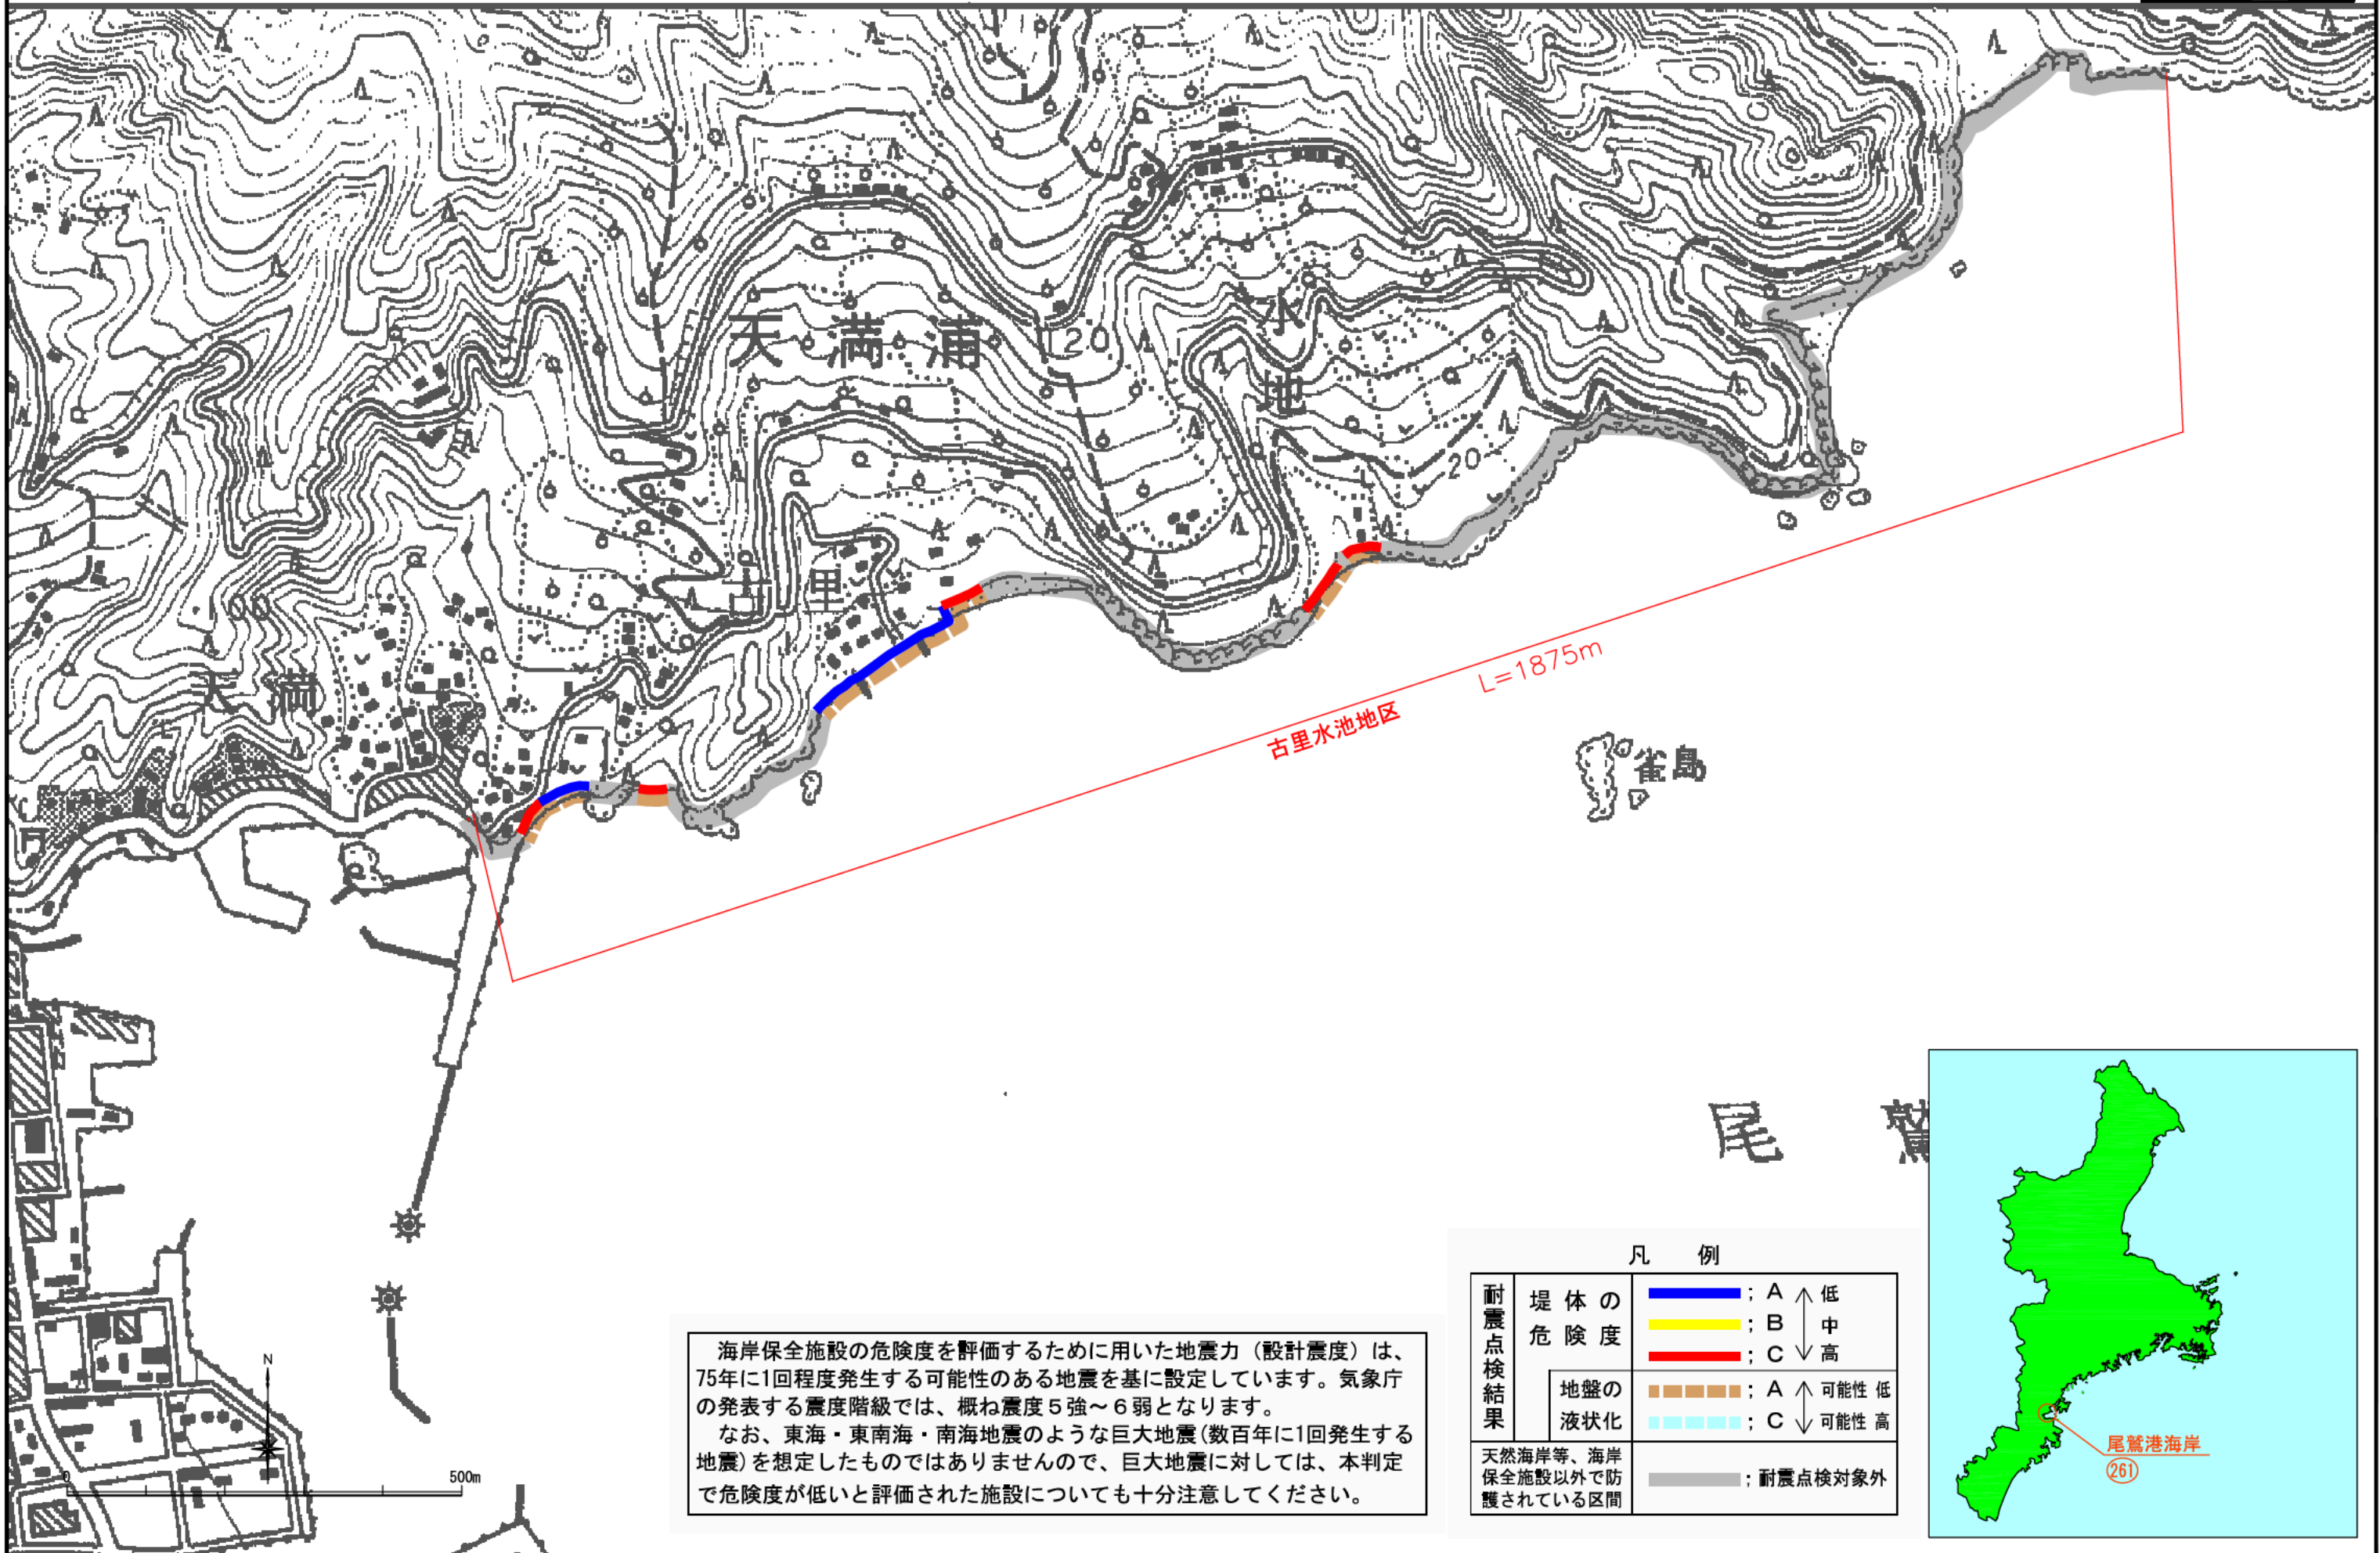 天満浦
120
水
地
20
古里
100
天満
L=1875m
古里水池地区
雀島
尾鷲
N
0
500m
海岸保全施設の危険度を評価するために用いた地震力（設計震度）は、
75年に1回程度発生する可能性のある地震を基に設定しています。気象庁
の発表する震度階級では、概ね震度５強～６弱となります。
なお、東海・東南海・南海地震のような巨大地震(数百年に1回発生する
地震)を想定したものではありませんので、巨大地震に対しては、本判定
で危険度が低いと評価された施設についても十分注意してください。
凡 例
耐震点検結果
堤体の
危険度
; A 低
; B 中
; C 高
地盤の
液状化
; A 可能性 低
; C 可能性 高
天然海岸等、海岸
保全施設以外で防
護されている区間
; 耐震点検対象外
尾鷲港海岸
261